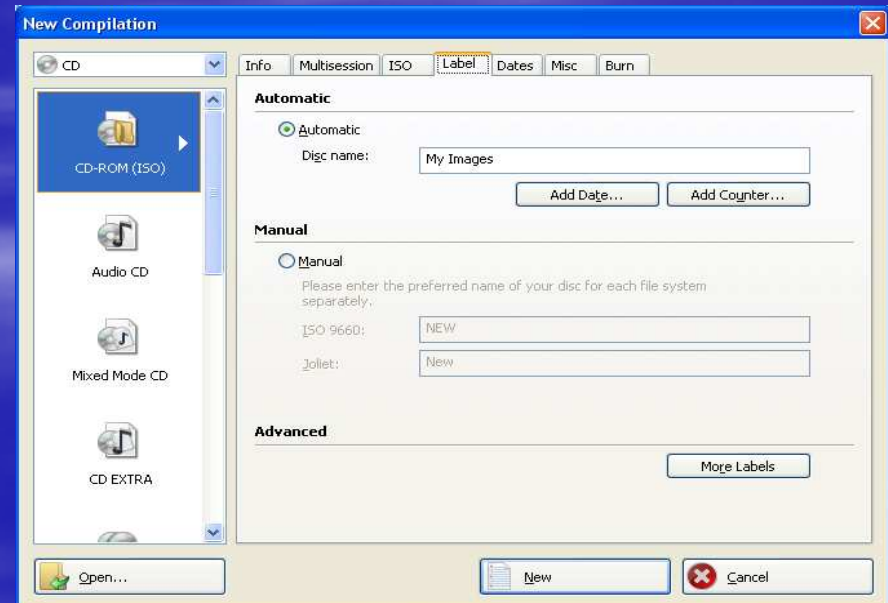 New Compilation
CD
CD-ROM (ISO)
Audio CD
Mixed Mode CD
CD EXTRA
Info Multisession ISO Label Dates Misc Burn
Automatic
Automatic
Disc name: My Images
Add Date... Add Counter...
Manual
Manual
Please enter the preferred name of your disc for each file system
separately.
ISO 9660: NEW
Joliet: New
Advanced
More Labels
Open... New Cancel